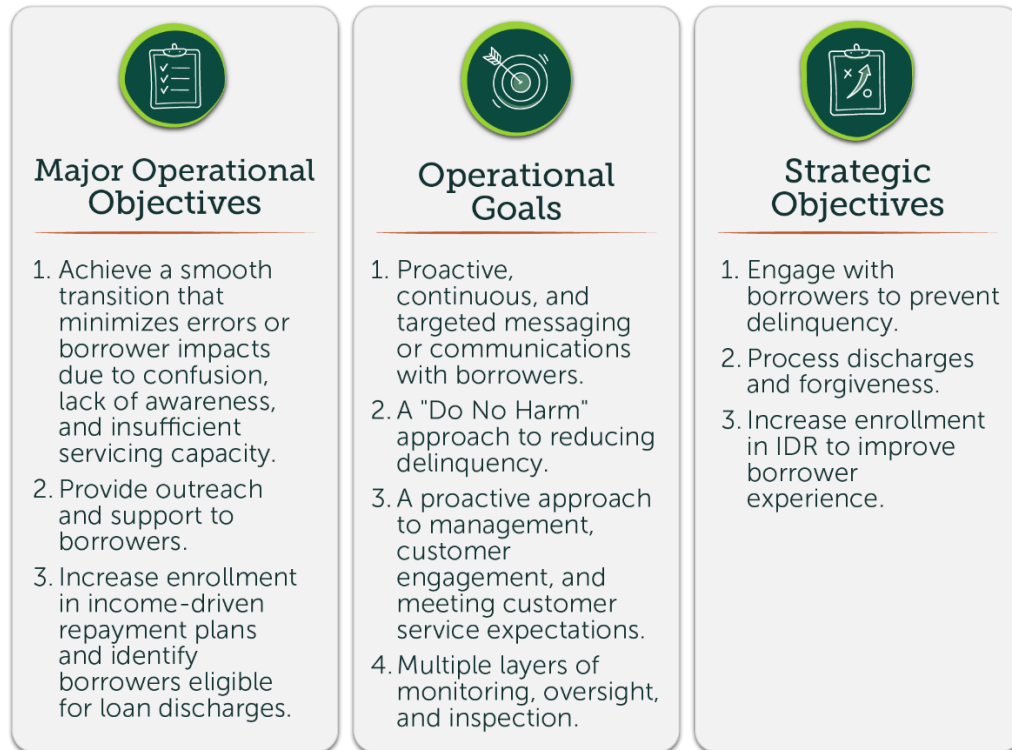 Major Operational
Objectives
1. Achieve a smooth
transition that
minimizes errors or
borrower impacts
due to confusion,
lack of awareness,
and insufficient
servicing capacity.
2. Provide outreach
and support to
borrowers.
3. Increase enrollment
in income-driven
repayment plans
and identify
borrowers eligible
for loan discharges.
Operational
Goals
1. Proactive,
continuous, and
targeted messaging
or communications
with borrowers.
2. A "Do No Harm"
approach to reducing
delinquency.
3. A proactive approach
to management,
customer
engagement, and
meeting customer
service expectations.
4. Multiple layers of
monitoring, oversight,
and inspection.
Strategic
Objectives
1. Engage with
borrowers to prevent
delinquency.
2. Process discharges
and forgiveness.
3. Increase enrollment
in IDR to improve
borrower
experience.